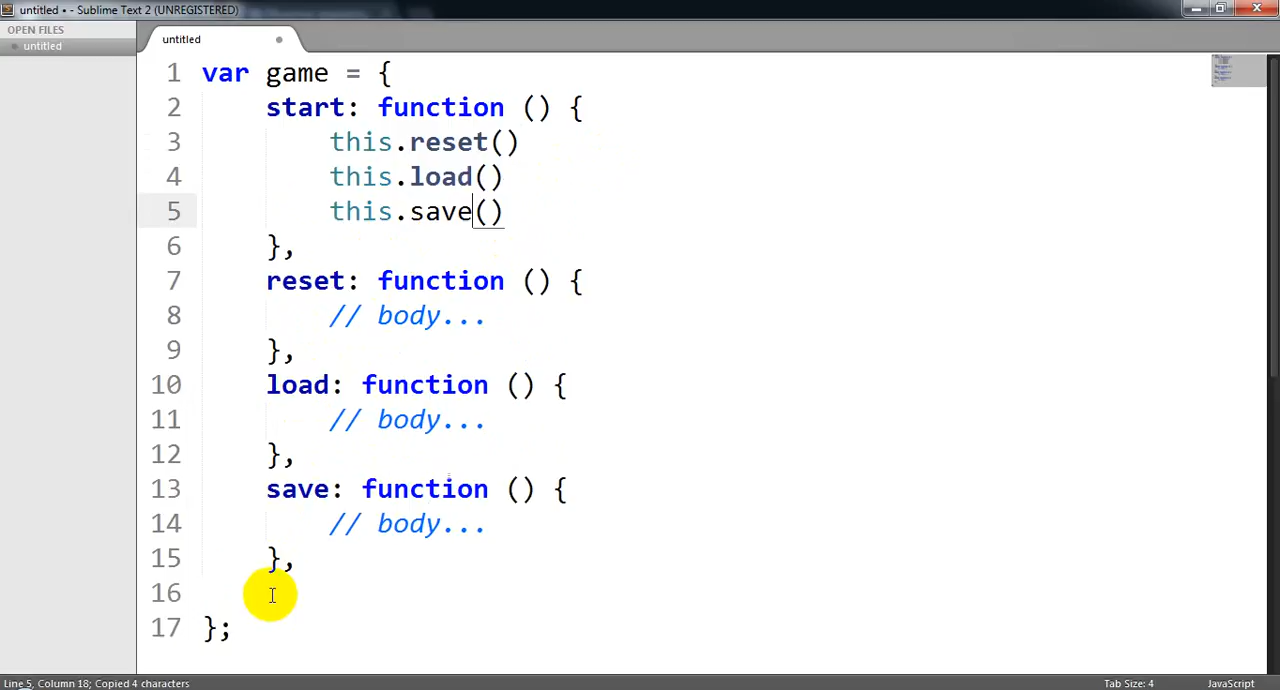 untitled • - Sublime Text 2 (UNREGISTERED)
OPEN FILES
untitled
untitled
1 var game = {
2 start: function () {
3 this.reset()
4 this.load()
5 this.save()
6 },
7 reset: function () {
8 // body...
9 },
10 load: function () {
11 // body...
12 },
13 save: function () {
14 // body...
15 },
16
17 };
Line 5, Column 18; Copied 4 characters
Tab Size: 4
JavaScript